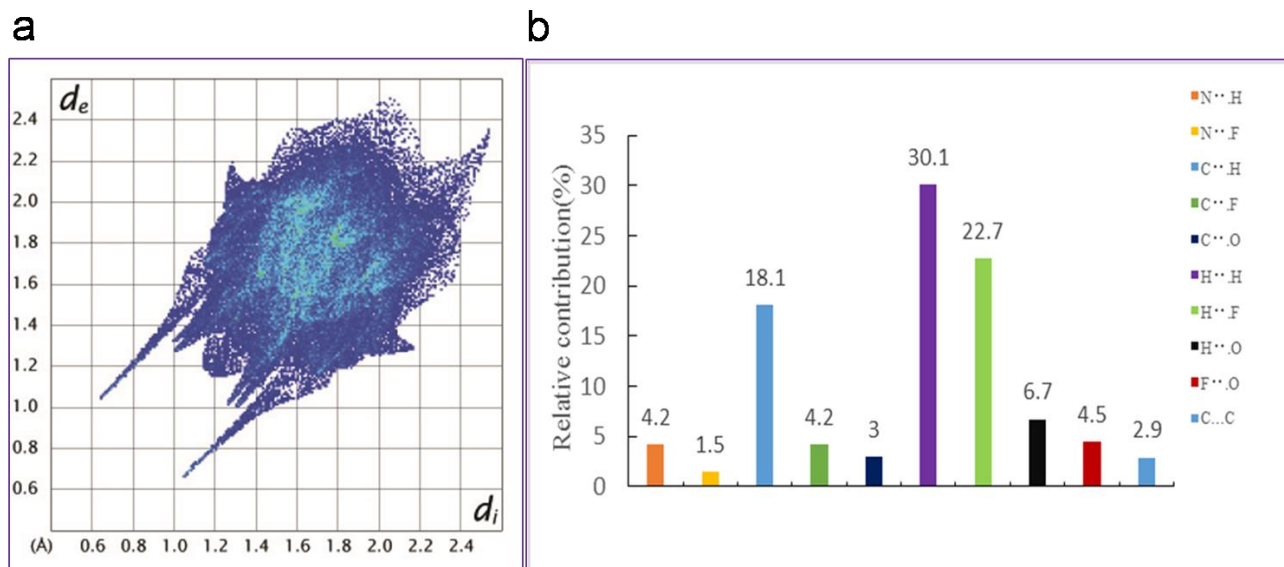 a
b
de
2.4
2.2
2.0
1.8
1.6
1.4
1.2
1.0
0.8
0.6
di
(Å) 0.6 0.8 1.0 1.2 1.4 1.6 1.8 2.0 2.2 2.4
Relative contribution(%)
35
30
25
20
15
10
5
0
4.2
1.5
18.1
4.2
3
30.1
22.7
6.7
4.5
2.9
N··.H
N··.F
C··.H
C··.F
C··.O
H··.H
H··.F
H··.O
F··.O
C...C